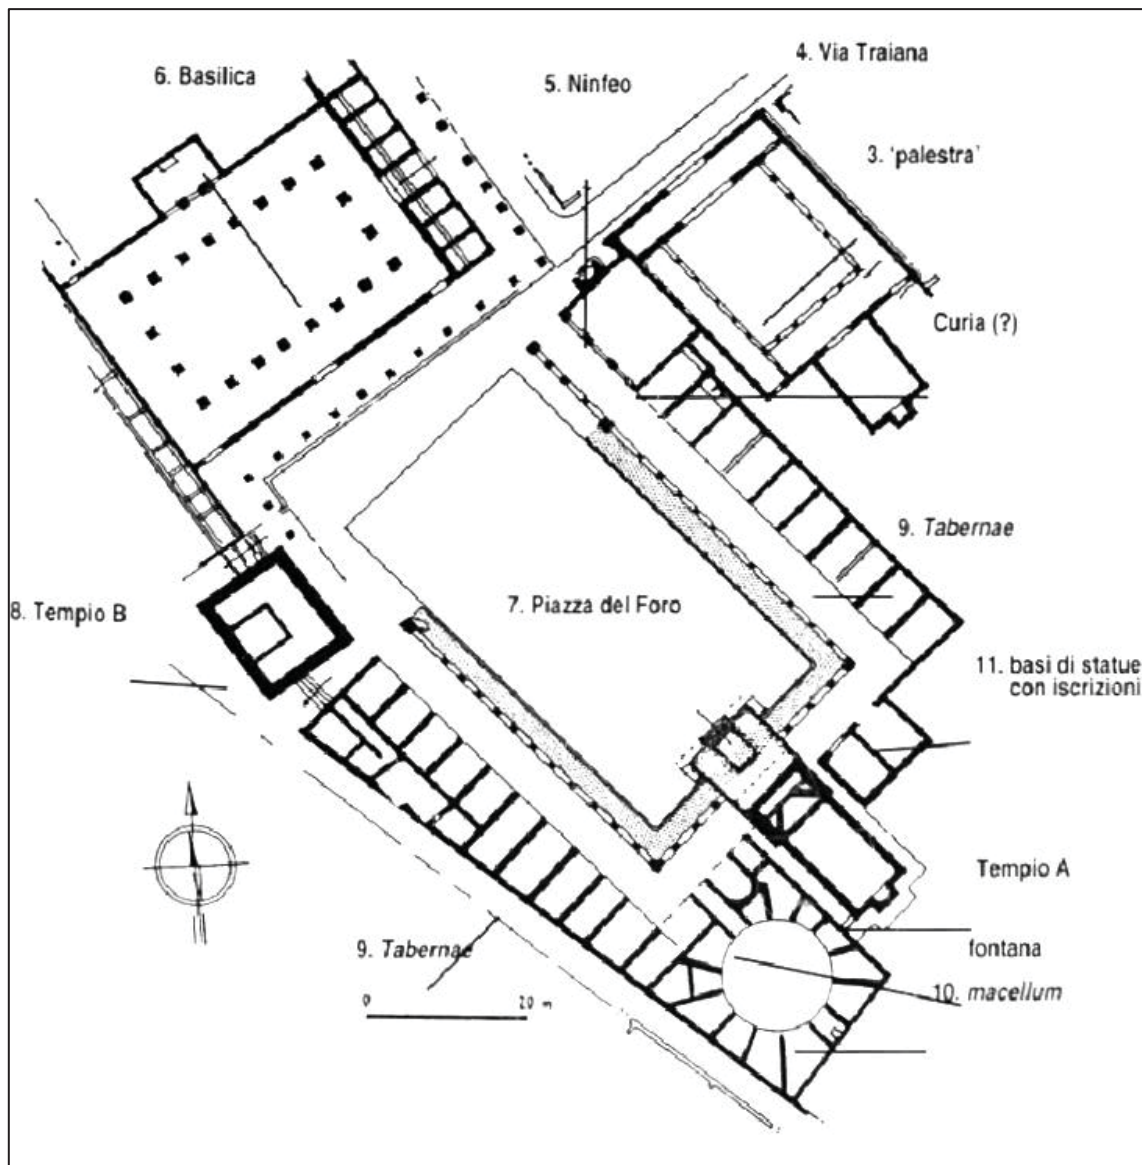 4. Via Traiana
6. Basilica
5. Ninfeo
3. 'palestra'
Curia (?)
9. Tabernae
7. Piazza del Foro
8. Tempio B
11. basi di statue
con iscrizioni
Tempio A
9. Tabernae
fontana
10. macellum
0 20 m